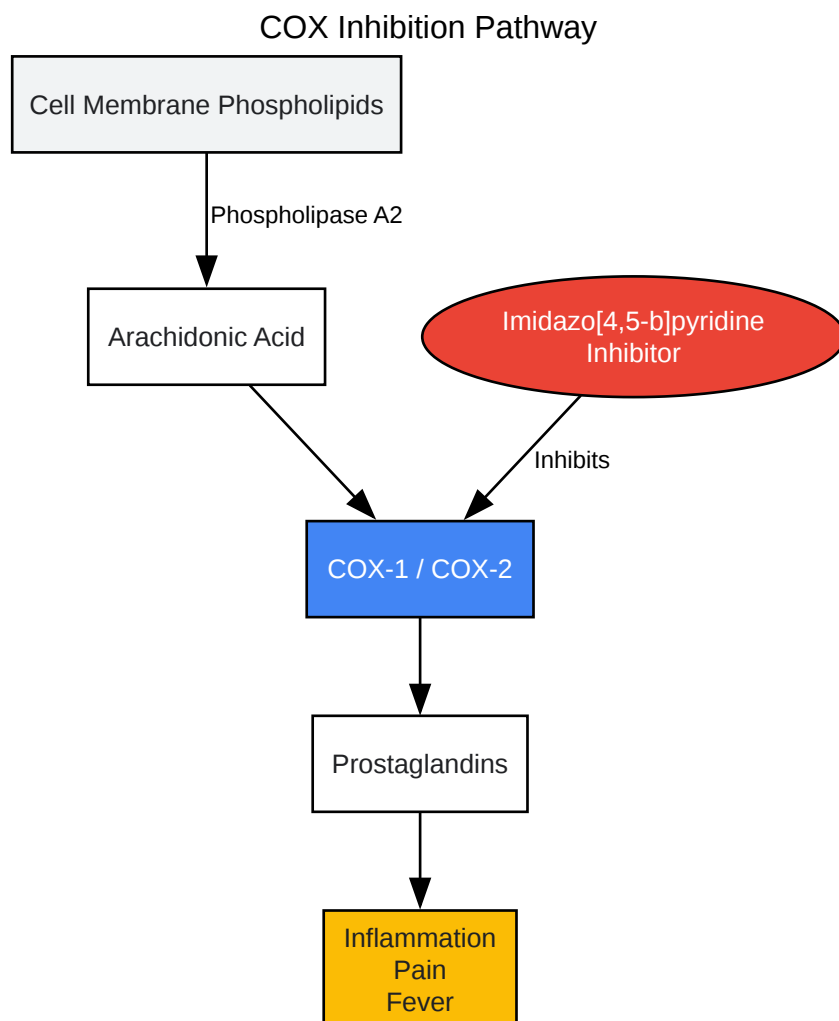 COX Inhibition Pathway
Cell Membrane Phospholipids
Phospholipase A2
Arachidonic Acid
Imidazo[4,5-b]pyridine
Inhibitor
Inhibits
COX-1 / COX-2
Prostaglandins
Inflammation
Pain
Fever